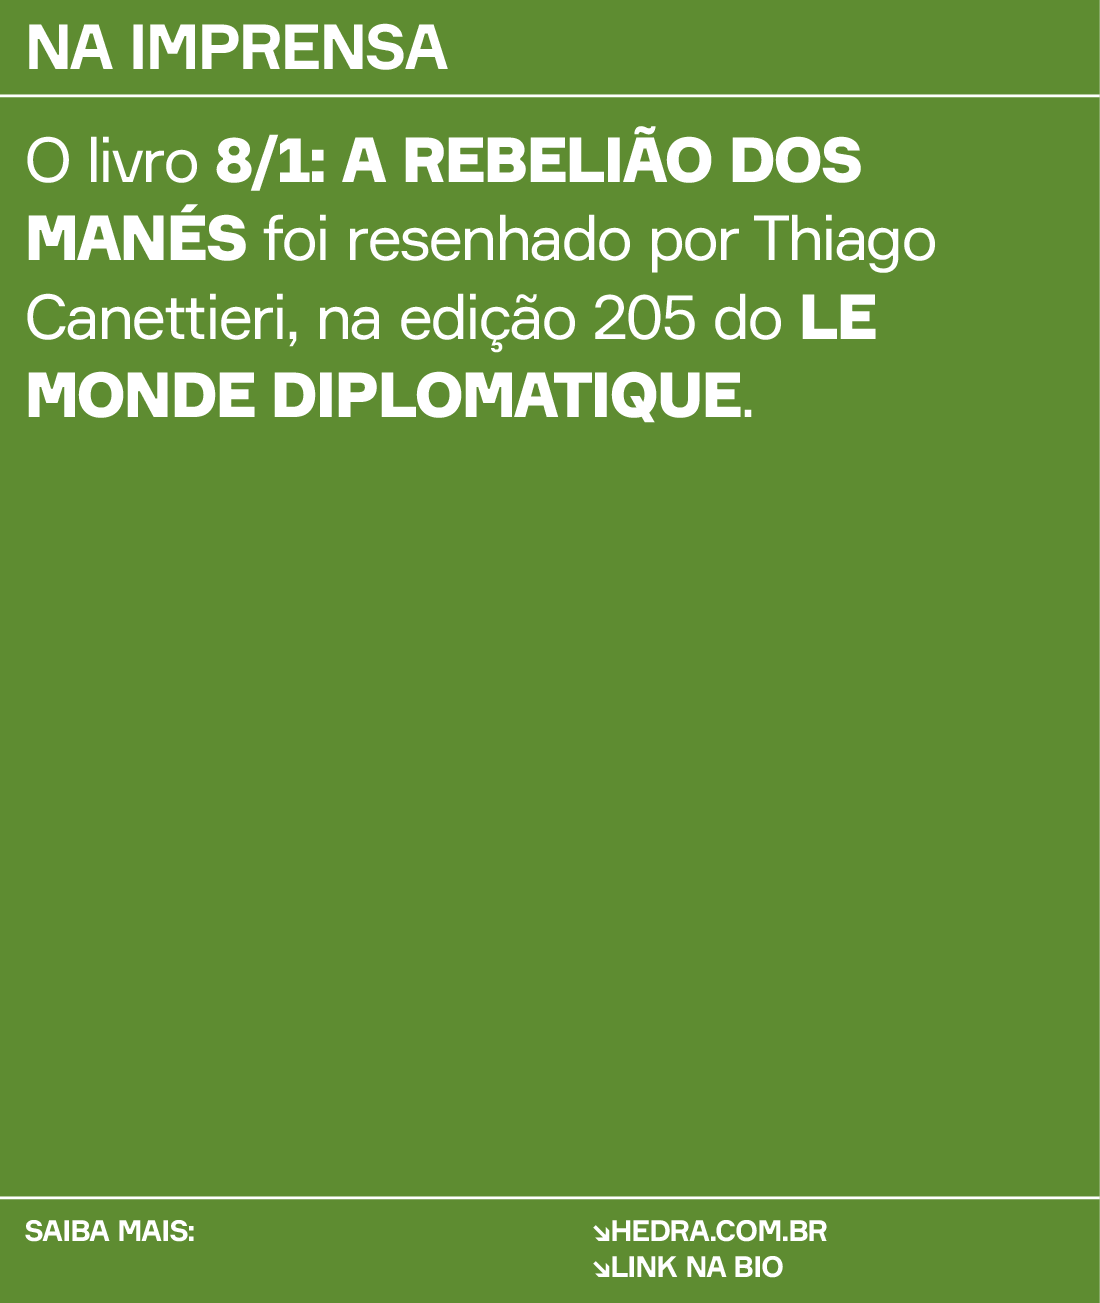 NA IMPRENSA
O livro 8/1: A REBELIÃO DOS
MANÉS foi resenhado por Thiago
Canettieri, na edição 205 do LE
MONDE DIPLOMATIQUE.
SAIBA MAIS:
↘HEDRA.COM.BR
↘LINK NA BIO